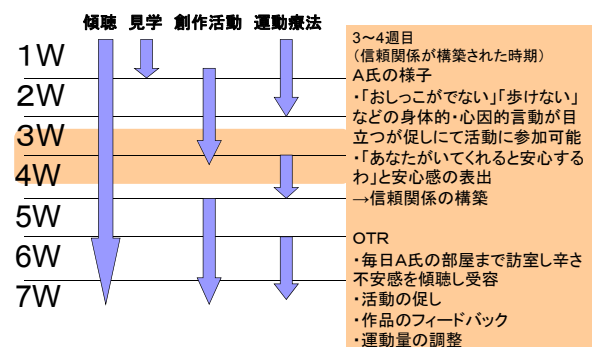 傾聴 見学 創作活動 運動療法
1W
2W
3W
4W
5W
6W
7W
3～4週目
（信頼関係が構築された時期）
A氏の様子
・「おしっこがでない」「歩けない」
などの身体的・心因的言動が目
立つが促しにて活動に参加可能
・「あなたがいてくれると安心する
わ」と安心感の表出
→信頼関係の構築
OTR
・毎日A氏の部屋まで訪室し辛さ
不安感を傾聴し受容
・活動の促し
・作品のフィードバック
・運動量の調整